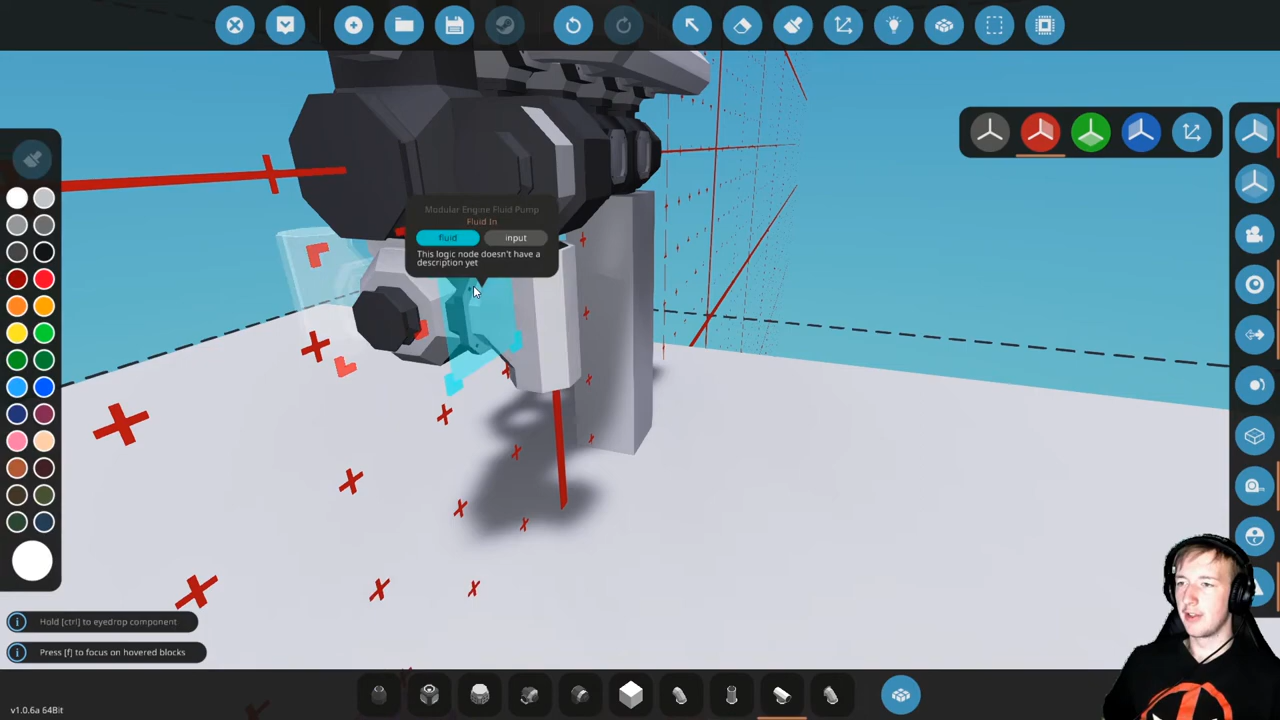 Modular Engine Fluid Pump
Fluid In
fluid
input
This logic node doesn't have a
description yet
Hold [ctrl] to eyedrop component
Press [f] to focus on hovered blocks
v1.0.6a 64Bit